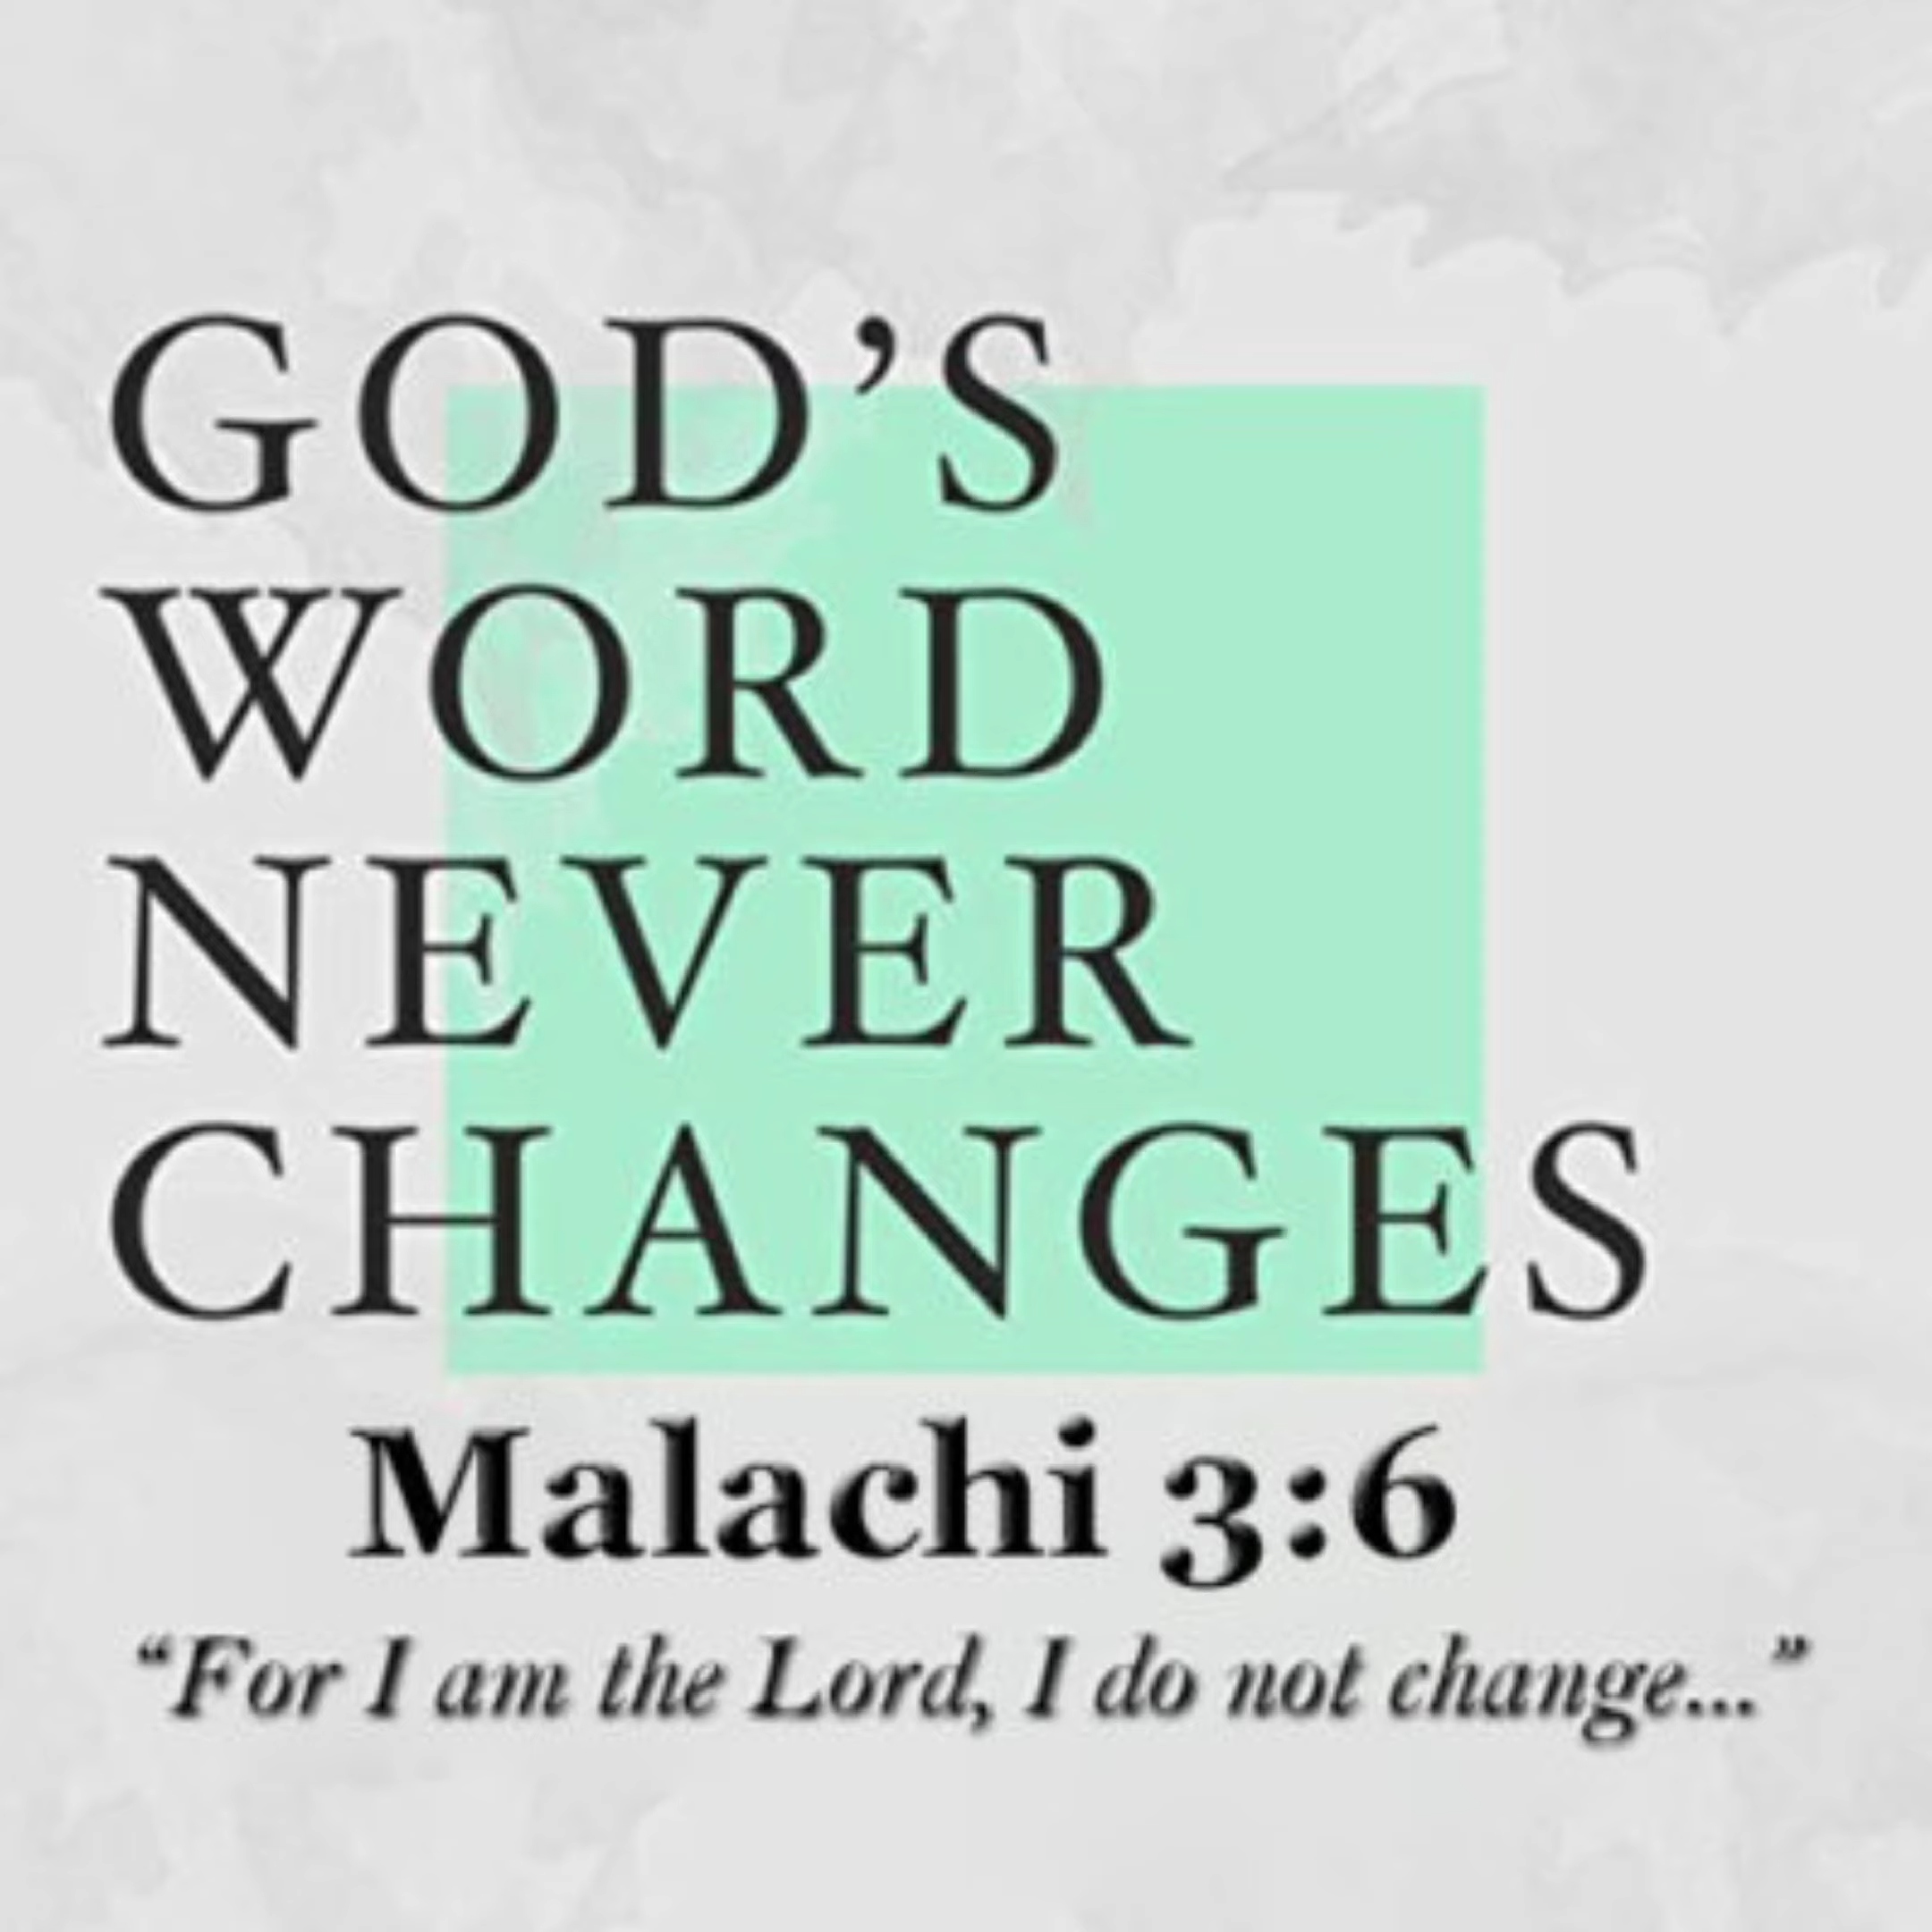 GOD’S
WORD
NEVER
CHANGES
Malachi 3:6
“For I am the Lord, I do not change...”